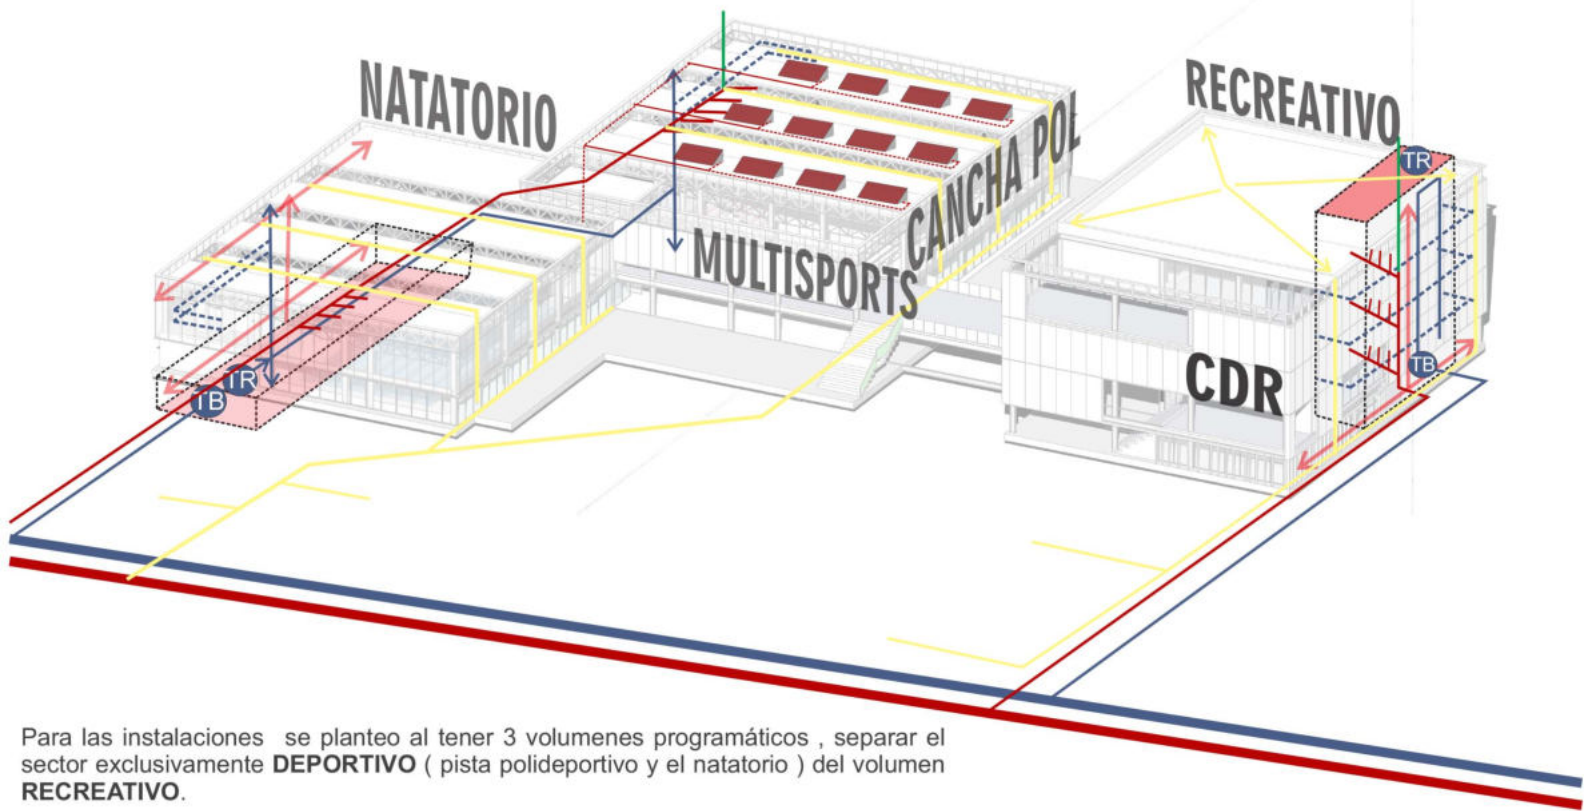 NATATORIO
RECREATIVO
CANCHA POL
MULTISPORTS
CDR
TR
TB
TR
TB
Para las instalaciones se planteo al tener 3 volumenes programáticos , separar el
sector exclusivamente DEPORTIVO ( pista polideportivo y el natatorio ) del volumen
RECREATIVO.